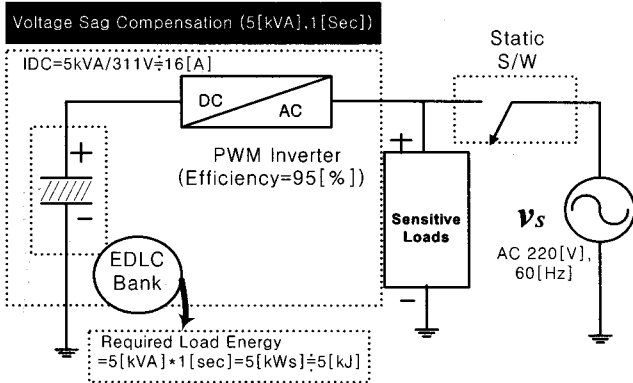 Voltage Sag Compensation (5[kVA],1[Sec])
IDC=5kVA/311V≑16[A]
Static
S/W
DC
AC
+
PWM Inverter
(Efficiency=95[%])
+
−
Sensitive
Loads
−
vs
AC 220[V],
60[Hz]
EDLC
Bank
Required Load Energy
=5[kVA]*1[sec]=5[kWs]≑5[kJ]